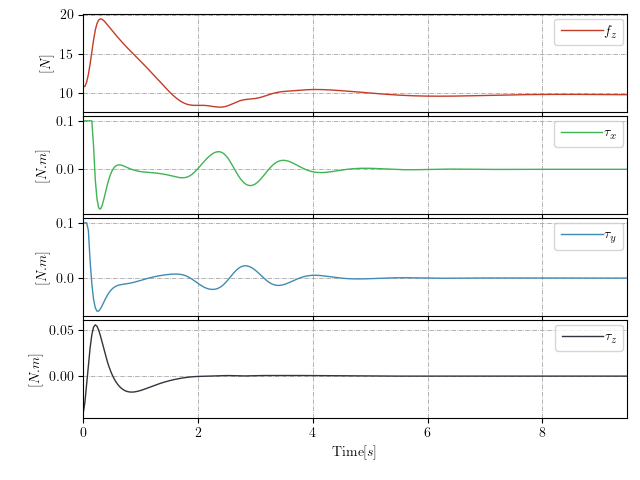 20
15
10
[N]
f_z
0.1
0.0
[N.m]
τ_x
0.1
0.0
[N.m]
τ_y
0.05
0.00
[N.m]
τ_z
0 2 4 6 8
Time[s]